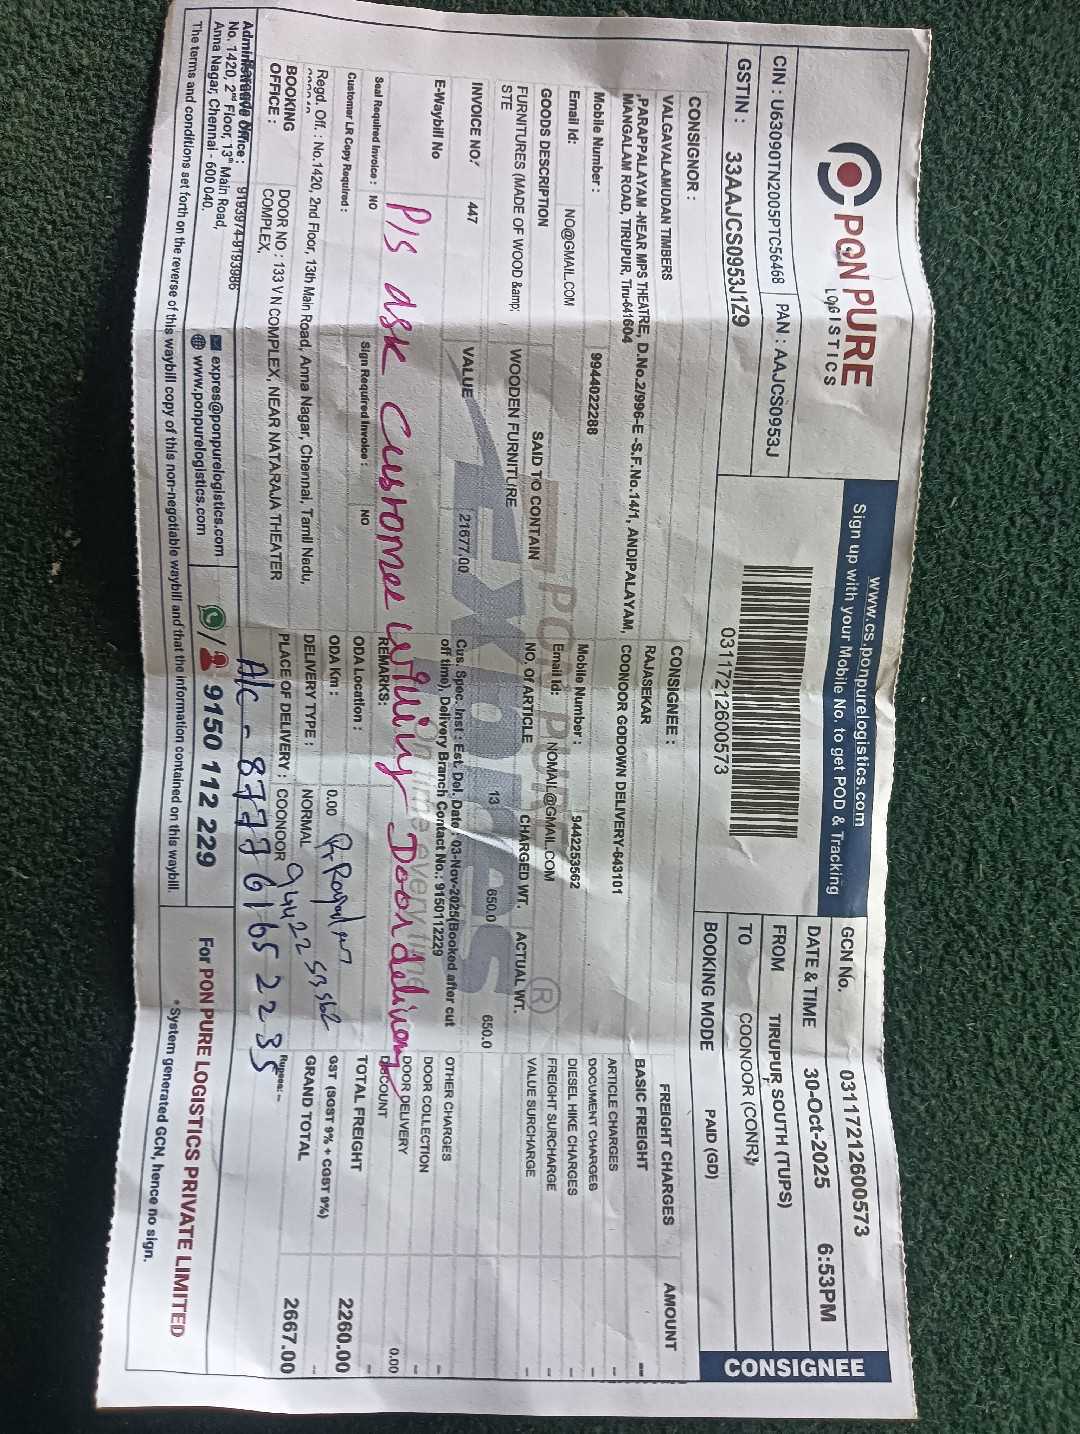 PON PURE
LOGISTICS
www.cs.ponpurelogistics.com
Sign up with your Mobile No. to get POD & Tracking
CIN : U63090TN2005PTC56468
PAN : AAJCS0953J
GSTIN : 33AAJCS0953J1Z9
03117212600573
GCN No. 03117212600573
DATE & TIME 30-Oct-2025 6:53PM
FROM TIRUPUR SOUTH (TUPS)
TO COONOOR (CONR)
BOOKING MODE PAID (GD)
CONSIGNEE
CONSIGNOR :
VALGAVALAMUDAN TIMBERS
,PARAPPALAYAM -NEAR MPS THEATRE, D.No.2/996-E -S.F.No.14/1, ANDIPALAYAM,
MANGALAM ROAD, TIRUPUR, Tiru-641604
Mobile Number : 9944022288
Email Id: NO@GMAIL.COM
CONSIGNEE :
RAJASEKAR
COONOOR GODOWN DELIVERY-643101
Mobile Number : 9442253562
Email Id: NOMAIL@GMAIL.COM
GOODS DESCRIPTION SAID TO CONTAIN NO. Of ARTICLE CHARGED WT. ACTUAL WT.
FURNITURES (MADE OF WOOD &amp; STE WOODEN FURNITURE 13 650.0 650.0
INVOICE NO. 447 VALUE 21677.00
E-Waybill No
Cus. Spec. Inst : Est. Del. Date : 03-Nov-2025(Booked after cut
off time), Delivery Branch Contact No.: 9150112229
REMARKS:
P/s ask Customer willing Door delivery
PON PURE
EXpres ®
On time every time
Seal Required Invoice : NO
Sign Required Invoice : NO
Customer LR Copy Required :
ODA Location :
ODA Km : 0.00
DELIVERY TYPE : NORMAL
PLACE OF DELIVERY : COONOOR
94422 53562
A/c - 8777 6165 2235
Regd. Off. : No.1420, 2nd Floor, 13th Main Road, Anna Nagar, Chennai, Tamil Nadu,
BOOKING OFFICE : DOOR NO : 133 V N COMPLEX, NEAR NATARAJA THEATER
COMPLEX,
9193974-9193986
FREIGHT CHARGES AMOUNT
BASIC FREIGHT --
ARTICLE CHARGES --
DOCUMENT CHARGES --
DIESEL HIKE CHARGES --
FREIGHT SURCHARGE --
VALUE SURCHARGE --
OTHER CHARGES --
DOOR COLLECTION --
DOOR DELIVERY 0.00
DISCOUNT --
TOTAL FREIGHT 2260.00
GST (SGST 9% + CGST 9%) --
GRAND TOTAL 2667.00
Rupees: --
Administrative Office :
No. 1420, 2nd Floor, 13th Main Road,
Anna Nagar, Chennai - 600 040.
expres@ponpurelogistics.com
www.ponpurelogistics.com
/ 9150 112 229
For PON PURE LOGISTICS PRIVATE LIMITED
*System generated GCN, hence no sign.
The terms and conditions set forth on the reverse of this waybill copy of this non-negotiable waybill and that the information contained on this waybill.